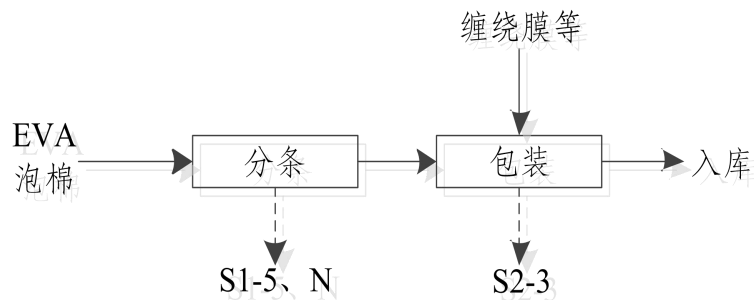 缠绕膜等
EVA
泡棉
分条
包装
入库
S1-5、N
S2-3